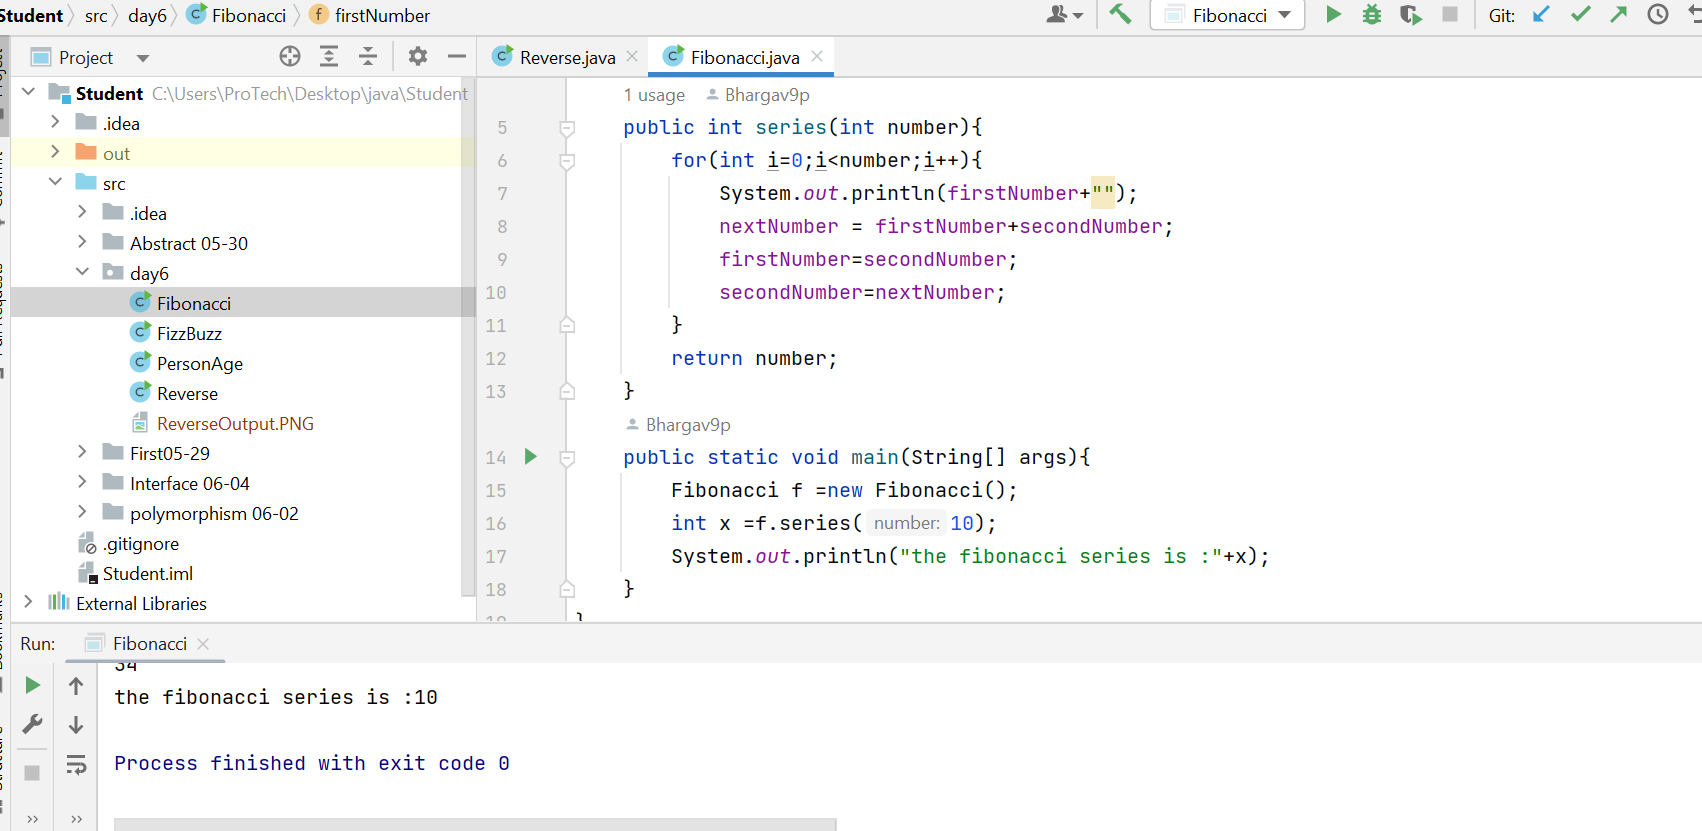 Student src day6 Fibonacci firstNumber Fibonacci Git:
Project
Reverse.java Fibonacci.java
Student C:\Users\ProTech\Desktop\java\Student
.idea
out
src
.idea
Abstract 05-30
day6
Fibonacci
FizzBuzz
PersonAge
Reverse
ReverseOutput.PNG
First05-29
Interface 06-04
polymorphism 06-02
.gitignore
Student.iml
External Libraries
1 usage Bhargav9p
5 public int series(int number){
6 for(int i=0;i<number;i++){
7 System.out.println(firstNumber+"");
8 nextNumber = firstNumber+secondNumber;
9 firstNumber=secondNumber;
10 secondNumber=nextNumber;
11 }
12 return number;
13 }
Bhargav9p
14 public static void main(String[] args){
15 Fibonacci f =new Fibonacci();
16 int x =f.series( number: 10);
17 System.out.println("the fibonacci series is :"+x);
18 }
Run: Fibonacci
34
the fibonacci series is :10
Process finished with exit code 0